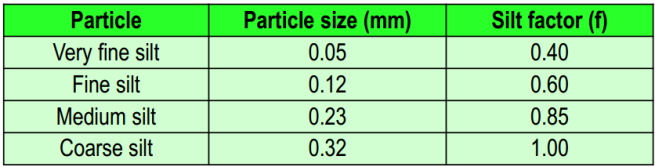 Particle Particle size (mm) Silt factor (f)
Very fine silt 0.05 0.40
Fine silt 0.12 0.60
Medium silt 0.23 0.85
Coarse silt 0.32 1.00